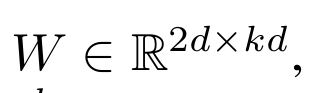 W ∈ ℝ^{2d×kd},